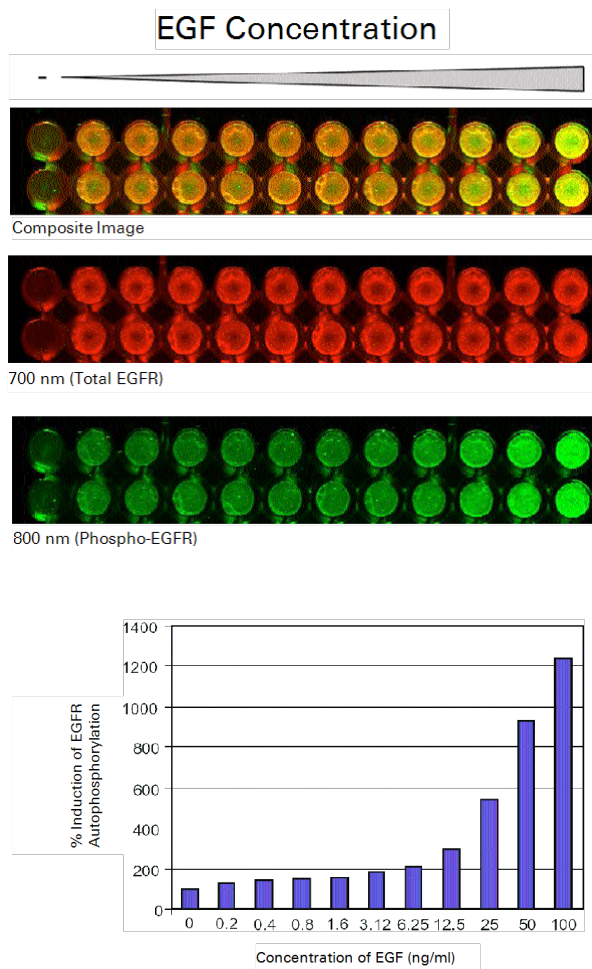 EGF Concentration
-
Composite Image
700 nm (Total EGFR)
800 nm (Phospho-EGFR)
1400
1200
1000
800
600
400
200
0
% Induction of EGFR
Autophosphorylation
0 0.2 0.4 0.8 1.6 3.12 6.25 12.5 25 50 100
Concentration of EGF (ng/ml)